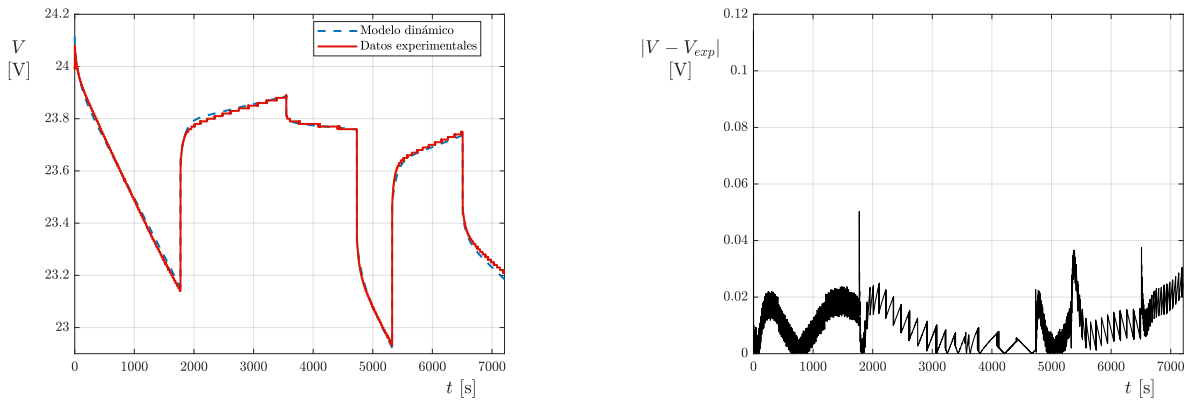 24.2
24
23.8
23.6
23.4
23.2
23
V
[V]
Modelo dinámico
Datos experimentales
0 1000 2000 3000 4000 5000 6000 7000
t [s]
0.12
0.1
0.08
0.06
0.04
0.02
0
|V − Vexp|
[V]
0 1000 2000 3000 4000 5000 6000 7000
t [s]